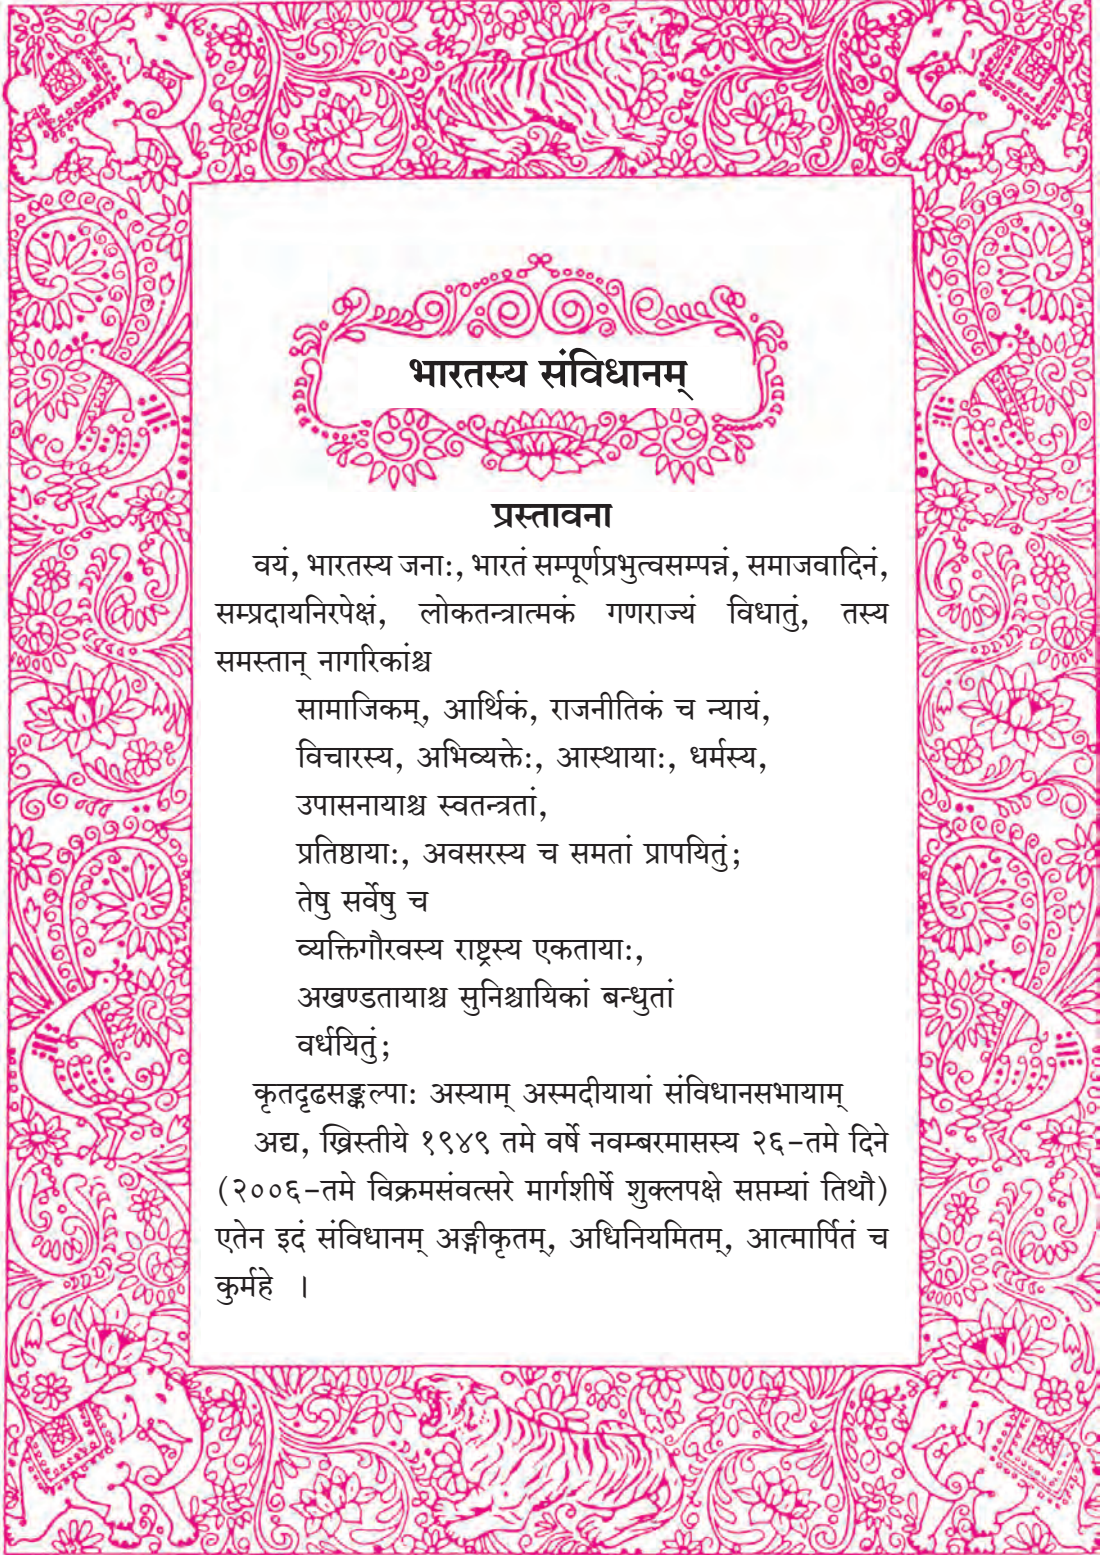 भारतस्य संविधानम्
प्रस्तावना
वयं, भारतस्य जनाः, भारतं सम्पूर्णप्रभुत्वसम्पन्नं, समाजवादिनं,
सम्प्रदायनिरपेक्षं, लोकतन्त्रात्मकं गणराज्यं विधातुं, तस्य
समस्तान् नागरिकांश्च
सामाजिकम्, आर्थिकं, राजनीतिकं च न्यायं,
विचारस्य, अभिव्यक्तेः, आस्थायाः, धर्मस्य,
उपासनायाश्च स्वतन्त्रतां,
प्रतिष्ठायाः, अवसरस्य च समतां प्रापयितुं;
तेषु सर्वेषु च
व्यक्तिगौरवस्य राष्ट्रस्य एकतायाः,
अखण्डतायाश्च सुनिश्चायिकां बन्धुतां
वर्धयितुं;
कृतदृढसङ्कल्पाः अस्याम् अस्मदीयायां संविधानसभायाम्
अद्य, ख्रिस्तीये १९४९ तमे वर्षे नवम्बरमासस्य २६-तमे दिने
(२००६-तमे विक्रमसंवत्सरे मार्गशीर्षे शुक्लपक्षे सप्तम्यां तिथौ)
एतेन इदं संविधानम् अङ्गीकृतम्, अधिनियमितम्, आत्मार्पितं च
कुर्महे ।